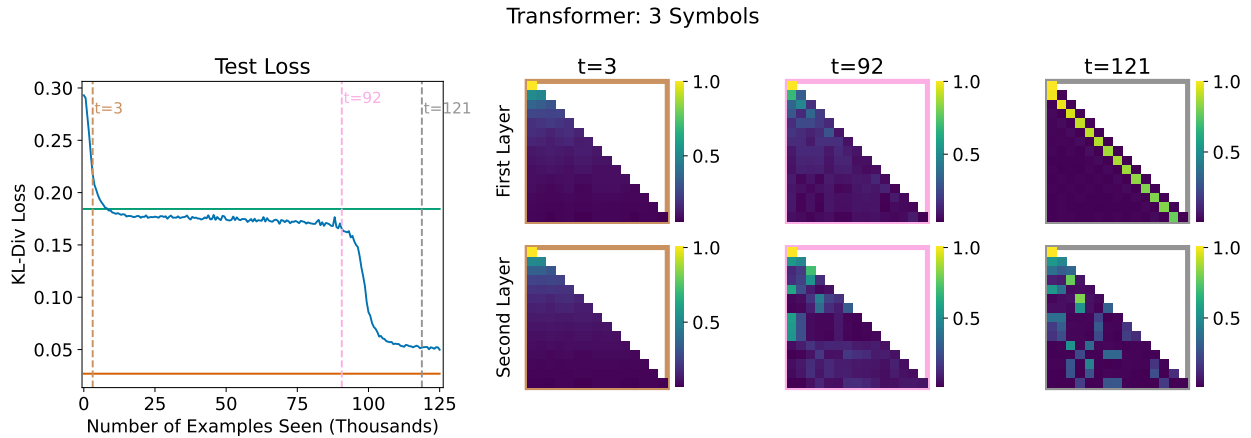 Transformer: 3 Symbols
Test Loss
KL-Div Loss
0.30
0.25
0.20
0.15
0.10
0.05
t=3
t=92
t=121
0
25
50
75
100
125
Number of Examples Seen (Thousands)
t=3
t=92
t=121
First Layer
1.0
0.5
1.0
0.5
1.0
0.5
Second Layer
1.0
0.5
1.0
0.5
1.0
0.5